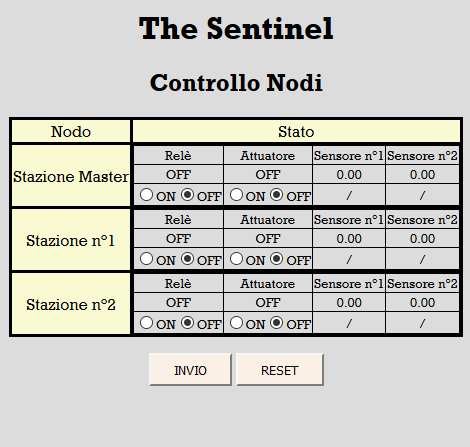 The Sentinel
Controllo Nodi
Nodo Stato
Stazione Master
Relè Attuatore Sensore n°1 Sensore n°2
OFF OFF 0.00 0.00
ON OFF ON OFF / /
Stazione n°1
Relè Attuatore Sensore n°1 Sensore n°2
OFF OFF 0.00 0.00
ON OFF ON OFF / /
Stazione n°2
Relè Attuatore Sensore n°1 Sensore n°2
OFF OFF 0.00 0.00
ON OFF ON OFF / /
INVIO RESET